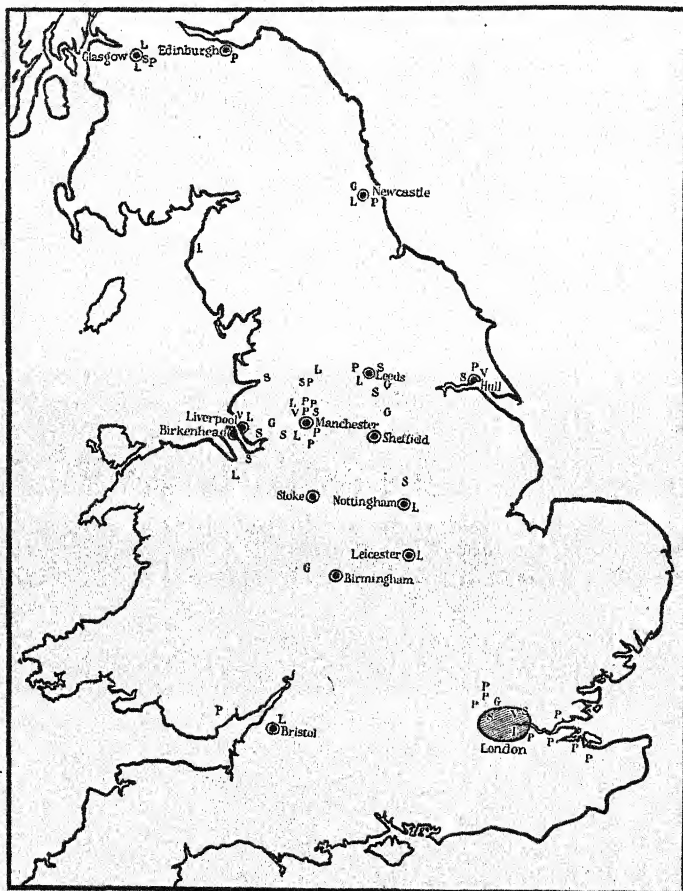 L
Glasgow S P
L
Edinburgh
P
G
Newcastle
L P
L
L
S P
S
P S
L Leeds
G
S
G
P V
S Hull
L P P
V P S
Manchester
Liverpool V L
Birkenhead
G
S S L P
S
L
Sheffield
S
Stoke
Nottingham L
Leicester L
G
Birmingham
P
L
Bristol
P
P G
P
V S
L P
London
P
P
P
P